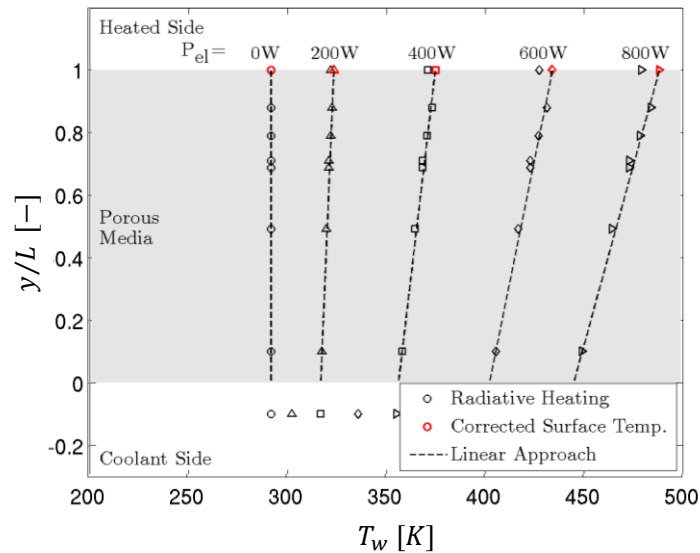 Heated Side
P_el= 0W 200W 400W 600W 800W
1
0.8
0.6
0.4
0.2
0
-0.2
y/L [-]
Porous
Media
Radiative Heating
Corrected Surface Temp.
Linear Approach
Coolant Side
200 250 300 350 400 450 500
T_w [K]